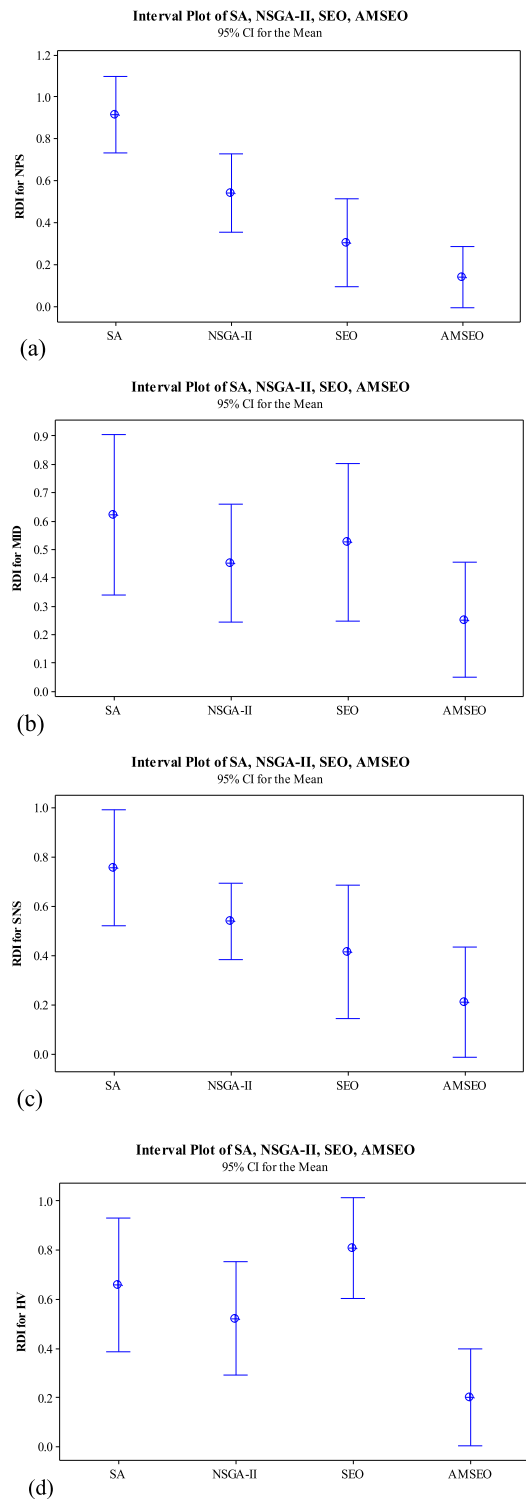 Interval Plot of SA, NSGA-II, SEO, AMSEO
95% CI for the Mean
1.2
1.0
0.8
0.6
0.4
0.2
0.0
RDI for NPS
SA NSGA-II SEO AMSEO
(a)
Interval Plot of SA, NSGA-II, SEO, AMSEO
95% CI for the Mean
0.9
0.8
0.7
0.6
0.5
0.4
0.3
0.2
0.1
0.0
RDI for MID
SA NSGA-II SEO AMSEO
(b)
Interval Plot of SA, NSGA-II, SEO, AMSEO
95% CI for the Mean
1.0
0.8
0.6
0.4
0.2
0.0
RDI for SNS
SA NSGA-II SEO AMSEO
(c)
Interval Plot of SA, NSGA-II, SEO, AMSEO
95% CI for the Mean
1.0
0.8
0.6
0.4
0.2
0.0
RDI for HV
SA NSGA-II SEO AMSEO
(d)